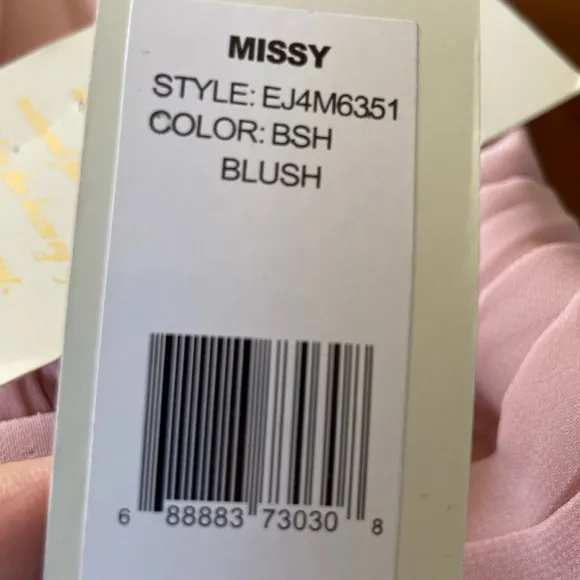 MISSY
STYLE: EJ4M6351
COLOR: BSH
BLUSH
6 88883 73030 8